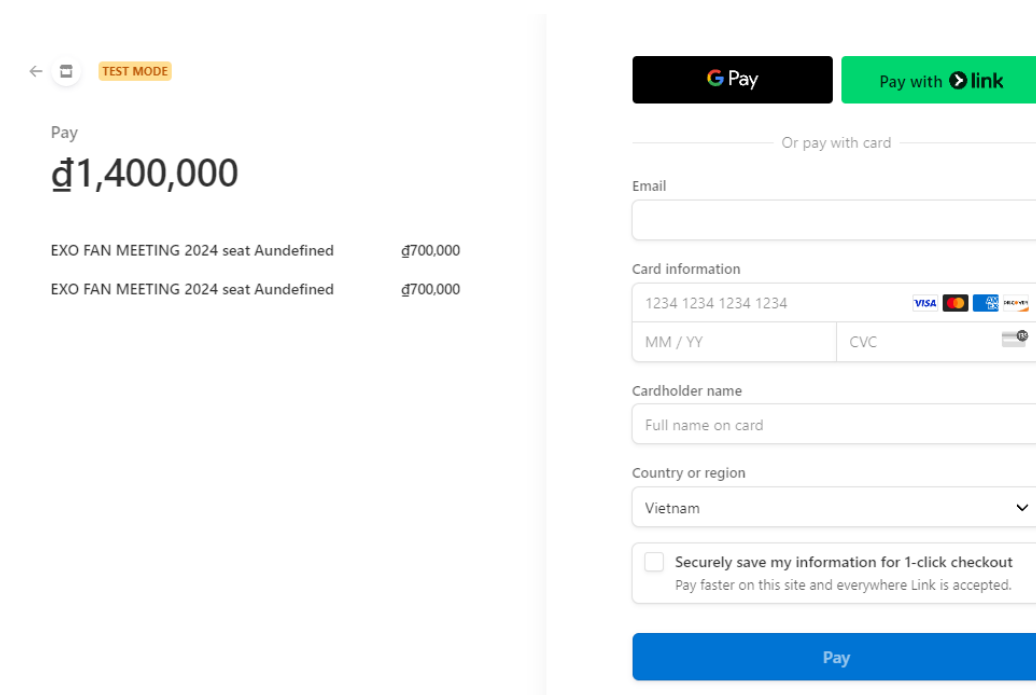 TEST MODE
Pay
₫1,400,000
EXO FAN MEETING 2024 seat Aundefined ₫700,000
EXO FAN MEETING 2024 seat Aundefined ₫700,000
G Pay
Pay with link
Or pay with card
Email
Card information
1234 1234 1234 1234
VISA
MM / YY
CVC
Cardholder name
Full name on card
Country or region
Vietnam
Securely save my information for 1-click checkout
Pay faster on this site and everywhere Link is accepted.
Pay